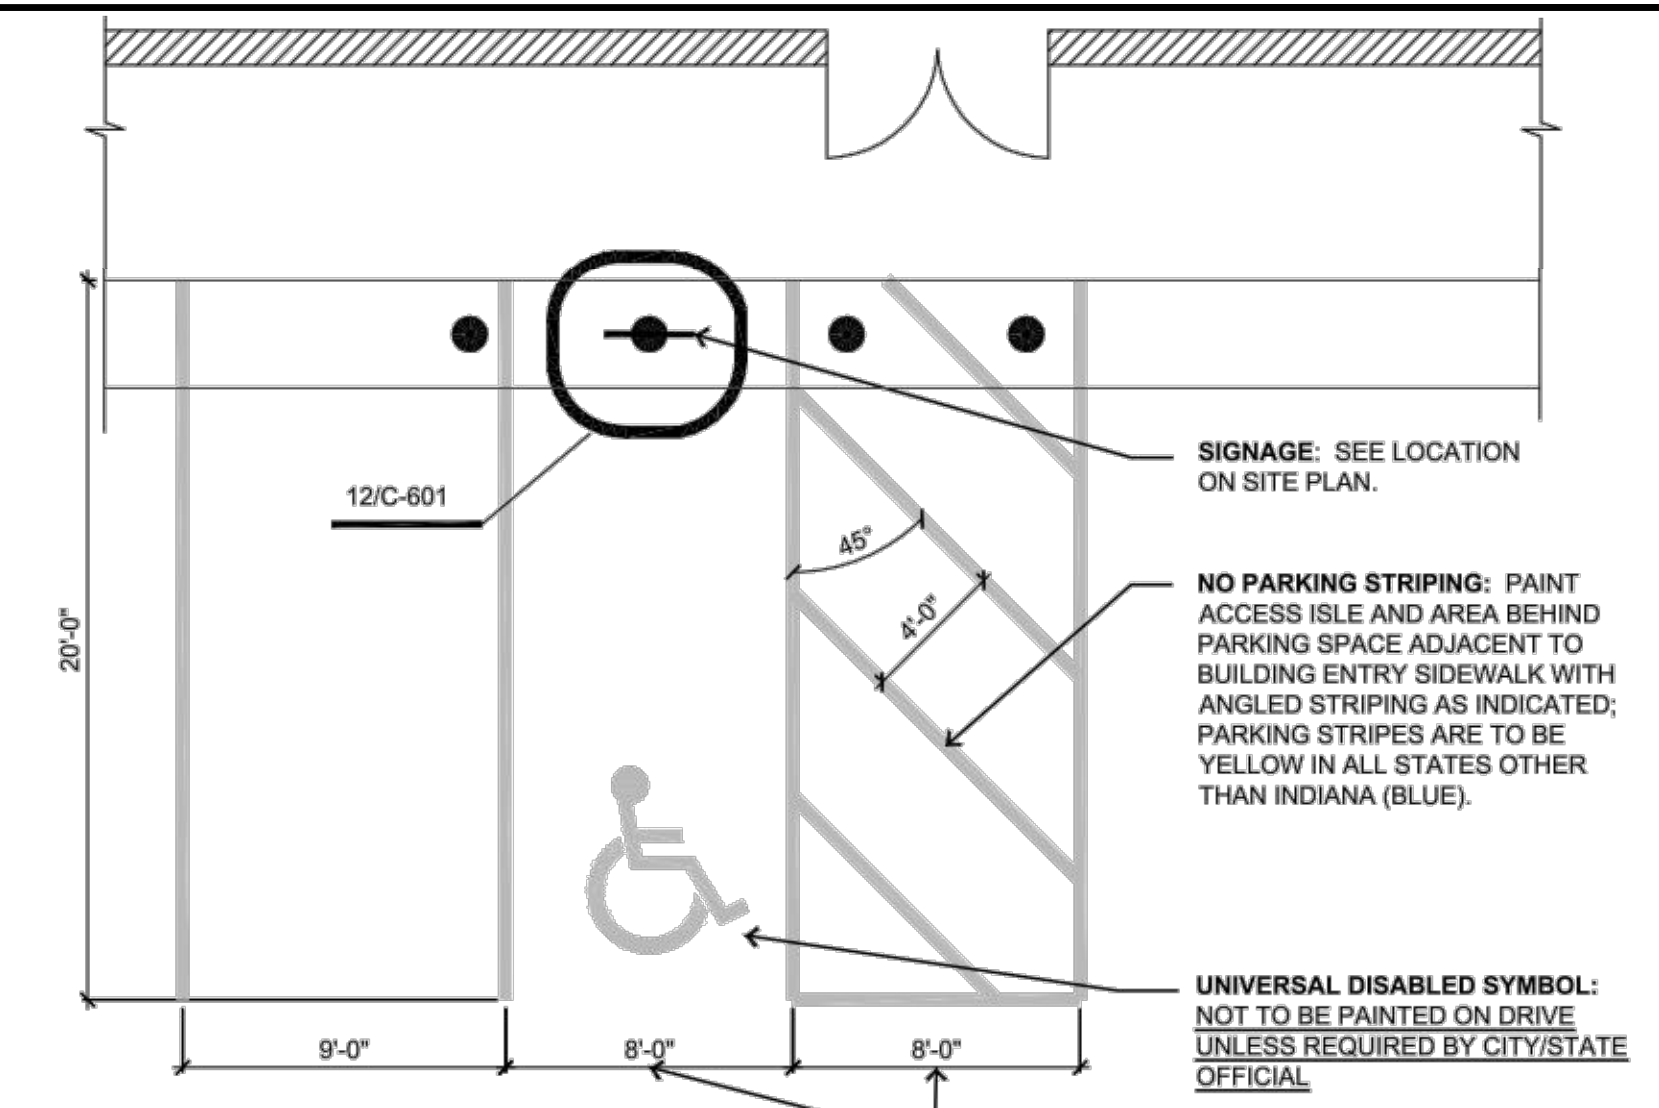 SIGNAGE: SEE LOCATION
ON SITE PLAN.
12/C-601
45°
NO PARKING STRIPING: PAINT
ACCESS ISLE AND AREA BEHIND
PARKING SPACE ADJACENT TO
BUILDING ENTRY SIDEWALK WITH
ANGLED STRIPING AS INDICATED;
PARKING STRIPES ARE TO BE
YELLOW IN ALL STATES OTHER
THAN INDIANA (BLUE).
4'-0"
20'-0"
UNIVERSAL DISABLED SYMBOL:
NOT TO BE PAINTED ON DRIVE
UNLESS REQUIRED BY CITY/STATE
OFFICIAL
9'-0"
8'-0"
8'-0"